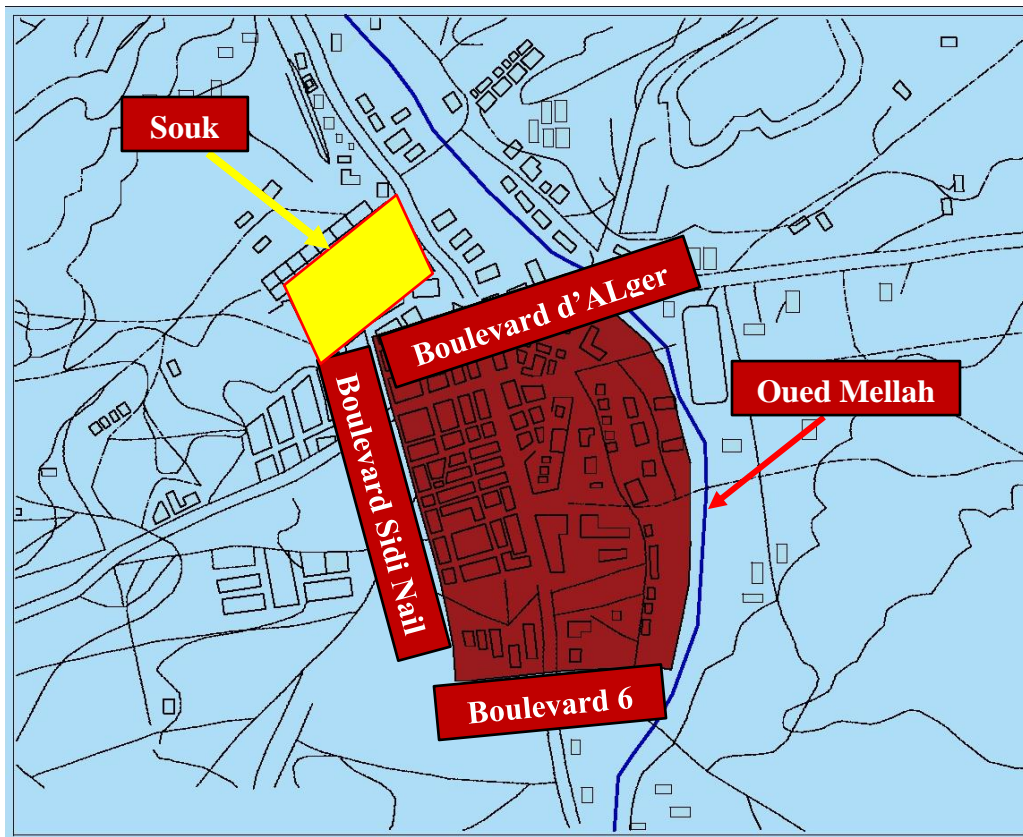 Souk
Boulevard d’ALger
Oued Mellah
Boulevard Sidi Nail
Boulevard 6